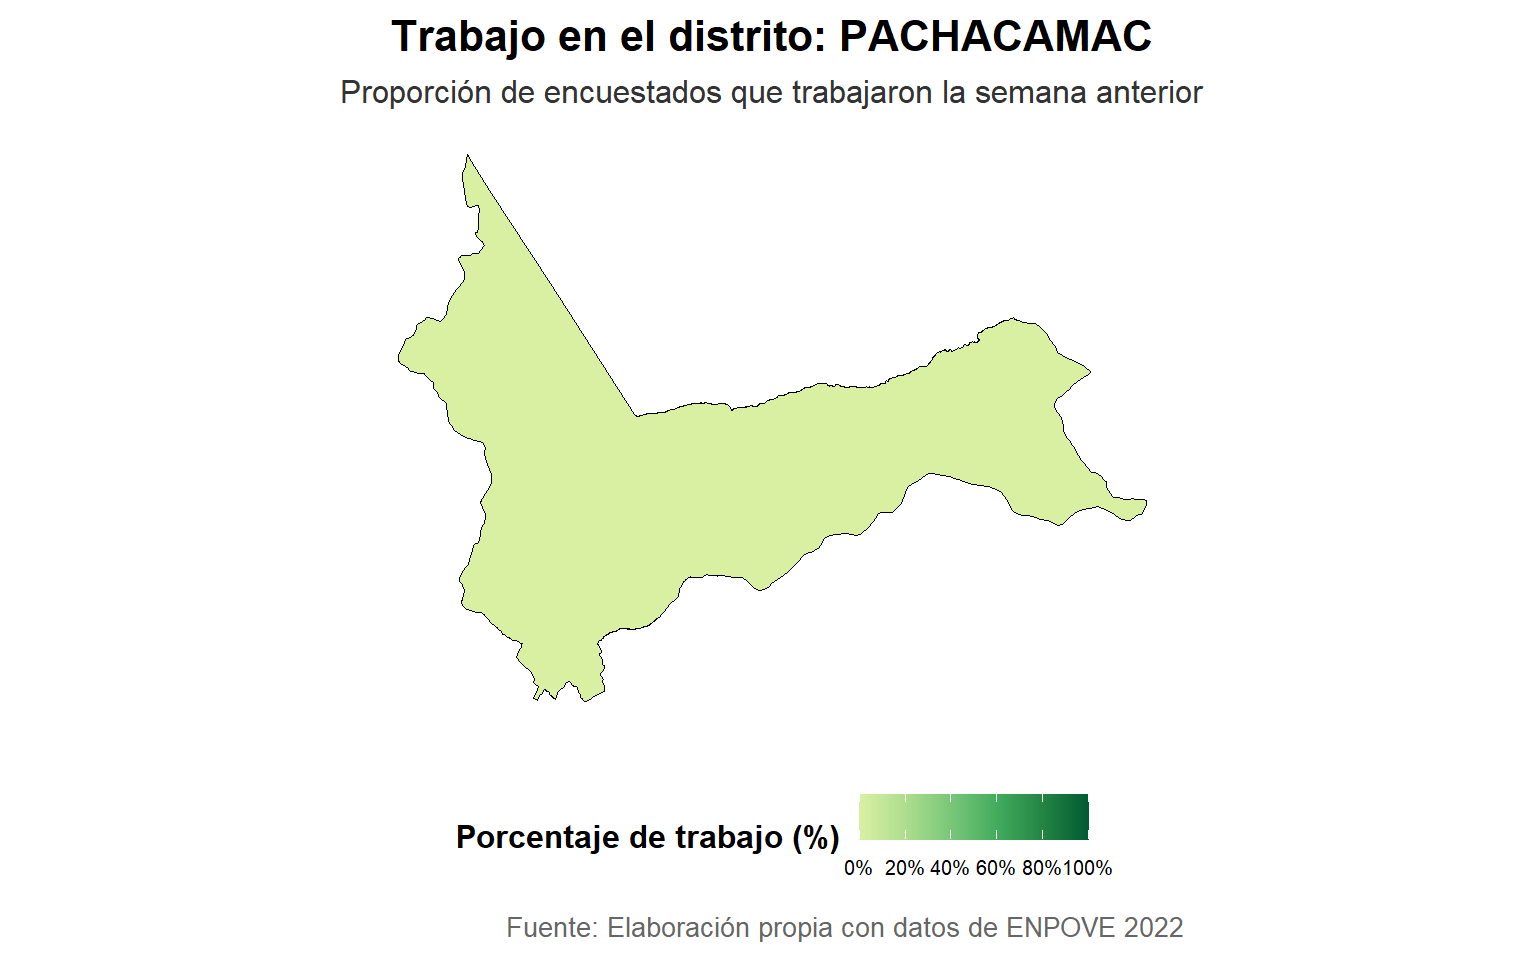 Trabajo en el distrito: PACHACAMAC
Proporción de encuestados que trabajaron la semana anterior
Porcentaje de trabajo (%)
0% 20% 40% 60% 80% 100%
Fuente: Elaboración propia con datos de ENPOVE 2022